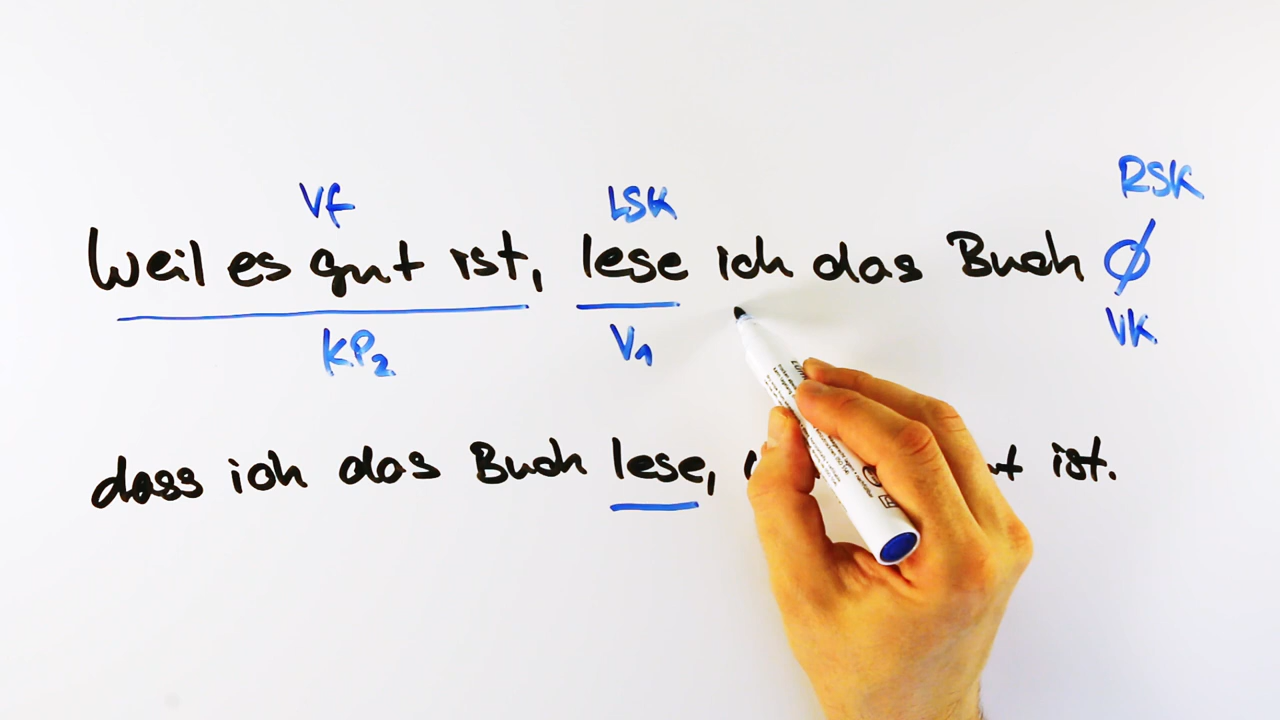 Vf LSK RSK
Weil es gut ist, lese ich das Buch ∅
KP2 V1 VK
dass ich das Buch lese, ist.